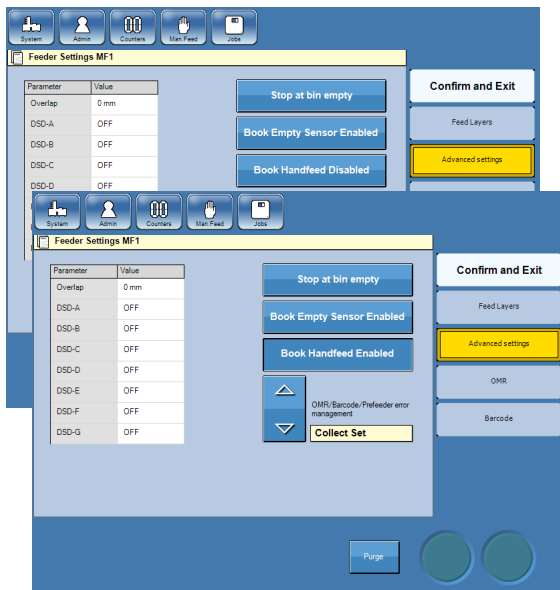 System Admin Counters Man.Feed Jobs
Feeder Settings MF1
Parameter Value
Overlap 0 mm
DSD-A OFF
DSD-B OFF
DSD-C OFF
DSD-D OFF
Stop at bin empty
Book Empty Sensor Enabled
Book Handfeed Disabled
Confirm and Exit
Feed Layers
Advanced settings
System Admin Counters Man.Feed Jobs
Feeder Settings MF1
Parameter Value
Overlap 0 mm
DSD-A OFF
DSD-B OFF
DSD-C OFF
DSD-D OFF
DSD-E OFF
DSD-F OFF
DSD-G OFF
Stop at bin empty
Book Empty Sensor Enabled
Book Handfeed Enabled
OMR/Barcode/Prefeeder error
management
Collect Set
Confirm and Exit
Feed Layers
Advanced settings
OMR
Barcode
Purge